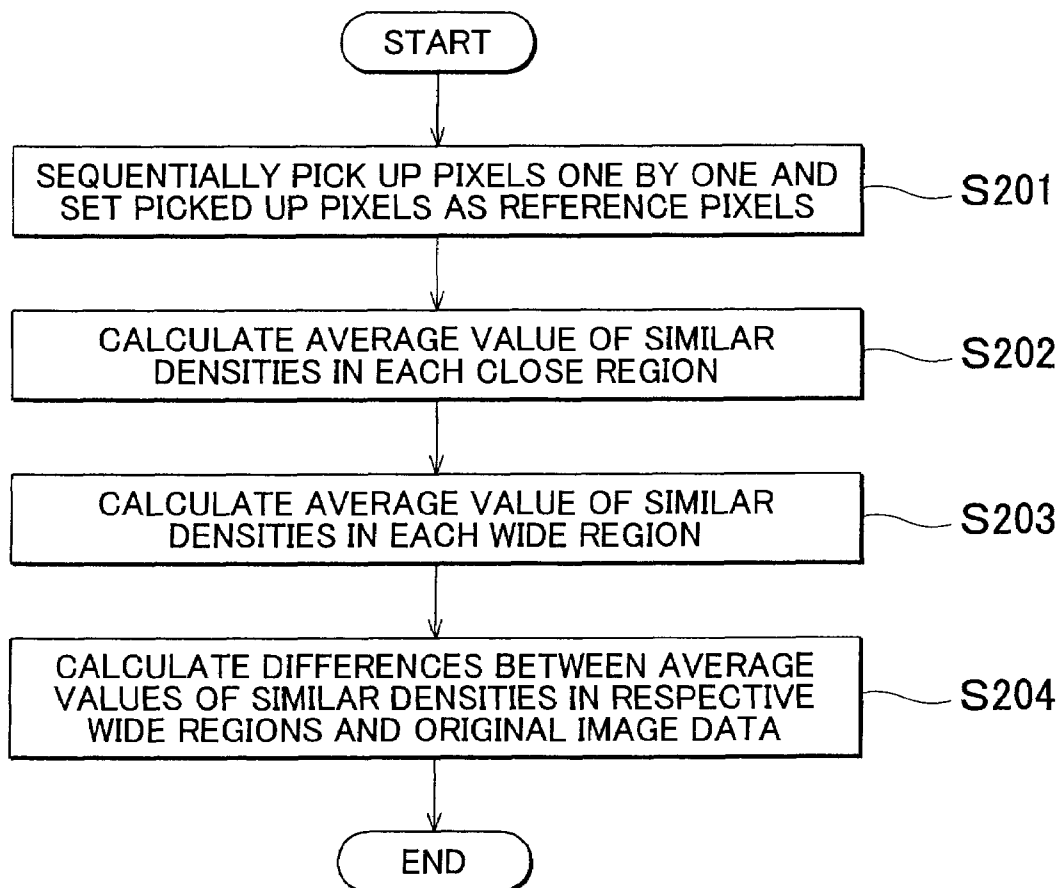 START
SEQUENTIALLY PICK UP PIXELS ONE BY ONE AND
SET PICKED UP PIXELS AS REFERENCE PIXELS
S201
CALCULATE AVERAGE VALUE OF SIMILAR
DENSITIES IN EACH CLOSE REGION
S202
CALCULATE AVERAGE VALUE OF SIMILAR
DENSITIES IN EACH WIDE REGION
S203
CALCULATE DIFFERENCES BETWEEN AVERAGE
VALUES OF SIMILAR DENSITIES IN RESPECTIVE
WIDE REGIONS AND ORIGINAL IMAGE DATA
S204
END